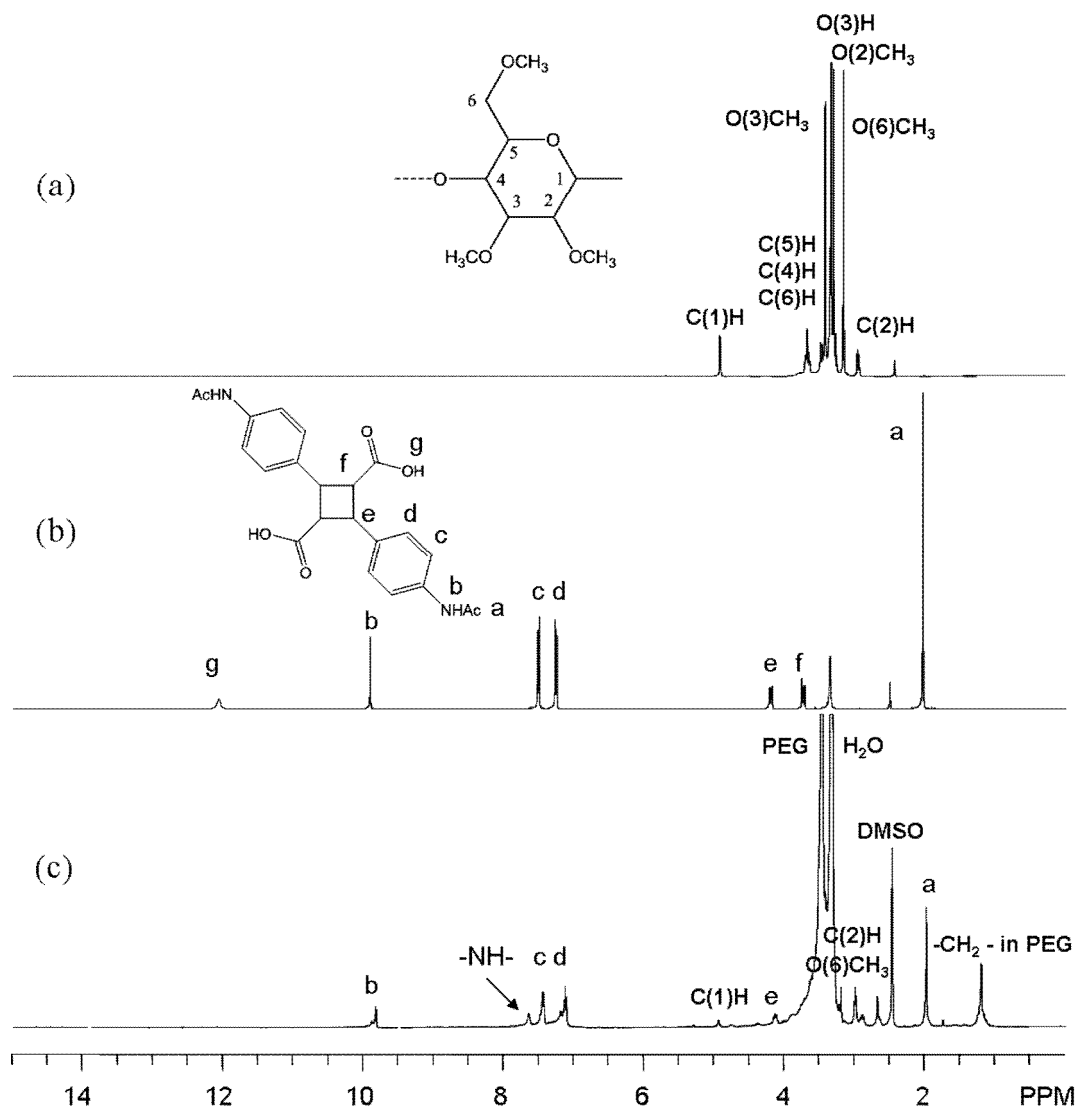 O(3)H
O(2)CH₃
O(3)CH₃
O(6)CH₃
OCH₃
6
5
O
(a)
O
4
1
3
2
H₃CO
OCH₃
C(5)H
C(4)H
C(6)H
C(1)H
C(2)H
AcHN
O
g
f
OH
a
(b)
HO
e
d
c
O
b
NHAc
a
c d
b
g
e
f
PEG
H₂O
DMSO
(c)
a
C(2)H
-CH₂ - in PEG
-NH-
c d
O(6)CH₃
b
C(1)H
e
14 12 10 8 6 4 2 PPM